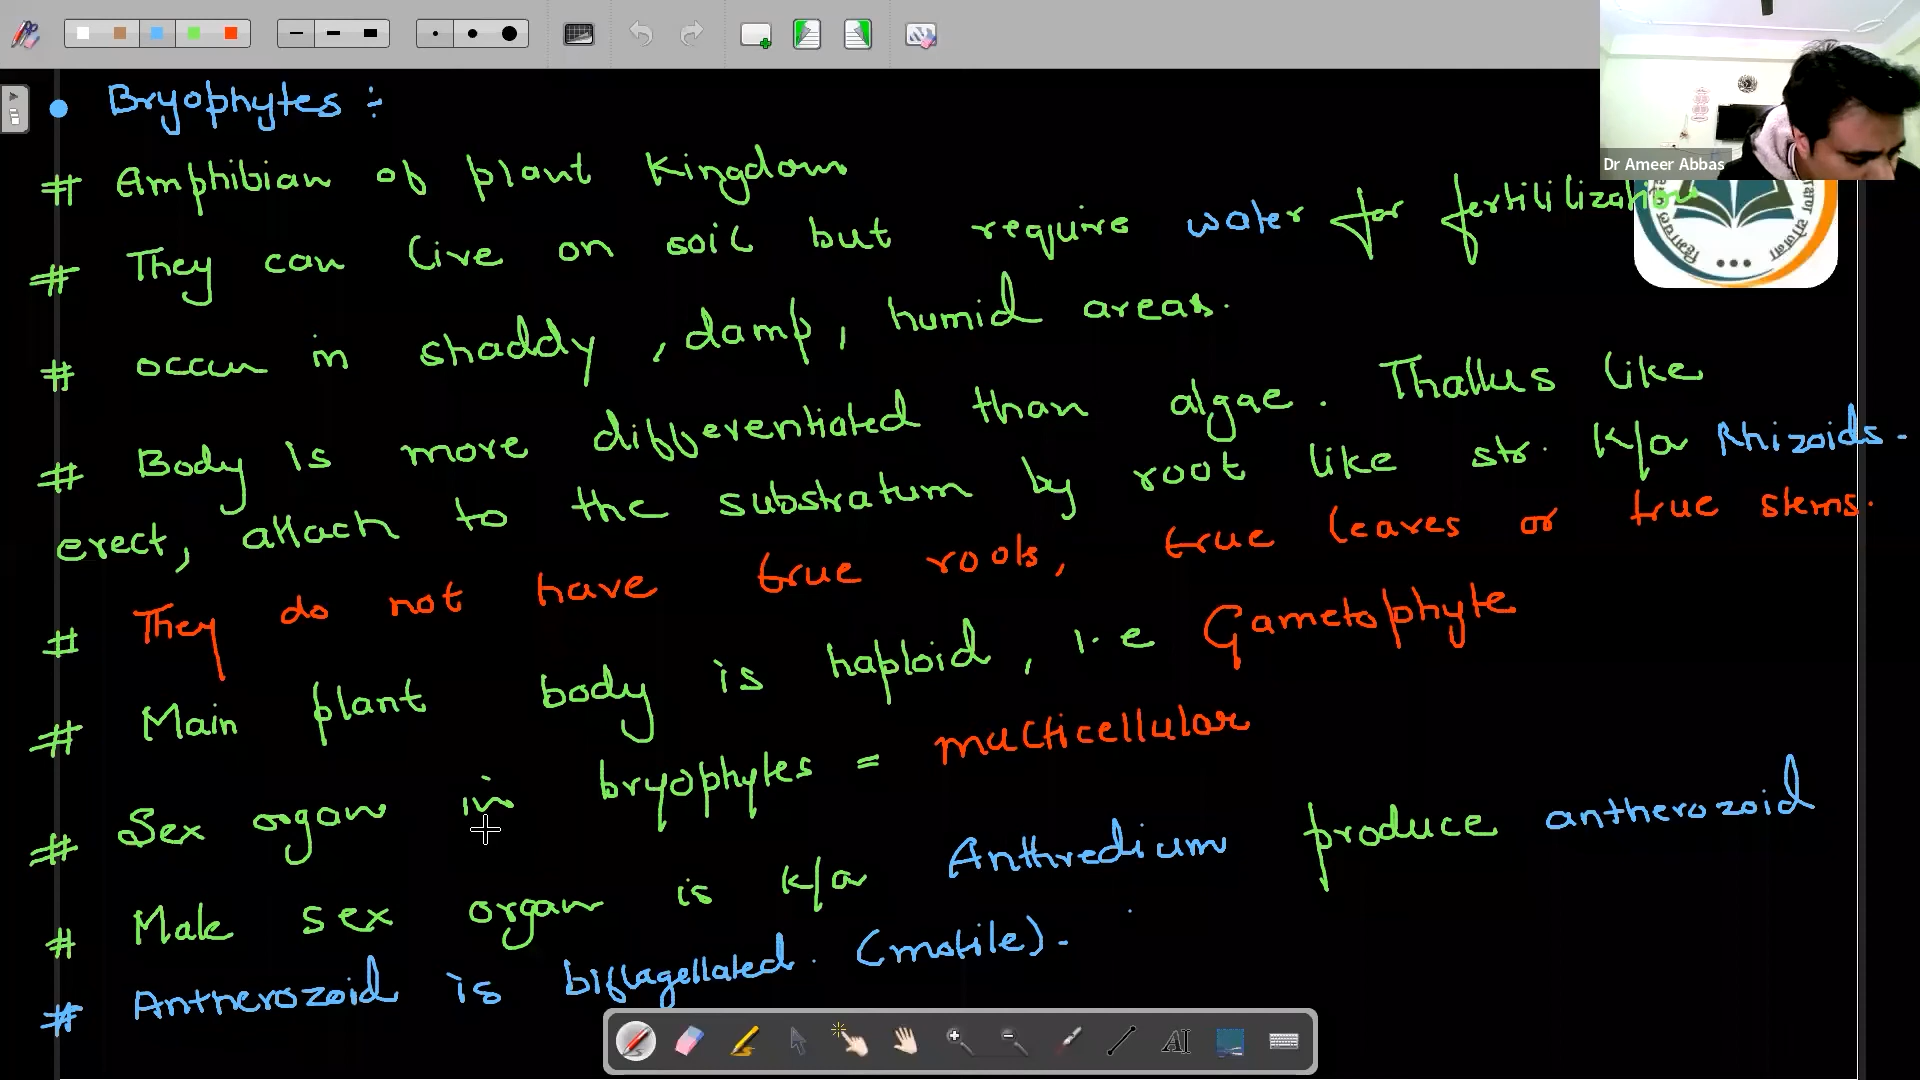 • Bryophytes ÷
# Amphibian of plant Kingdom
# They can live on soil but require water for fertililization
# occur in shaddy, damp, humid areas.
# Body is more differentiated than algae. Thallus like
erect, attach to the substratum by root like str. k/a Rhizoids.
# They do not have true roots, true leaves or true stems.
# Main plant body is haploid, i.e Gametophyte
# Sex organ in bryophytes = multicellular
# Male sex organ is k/a Anthredium produce antherozoid
# Antherozoid is biflagellated. (motile).
Dr Ameer Abbas
AI